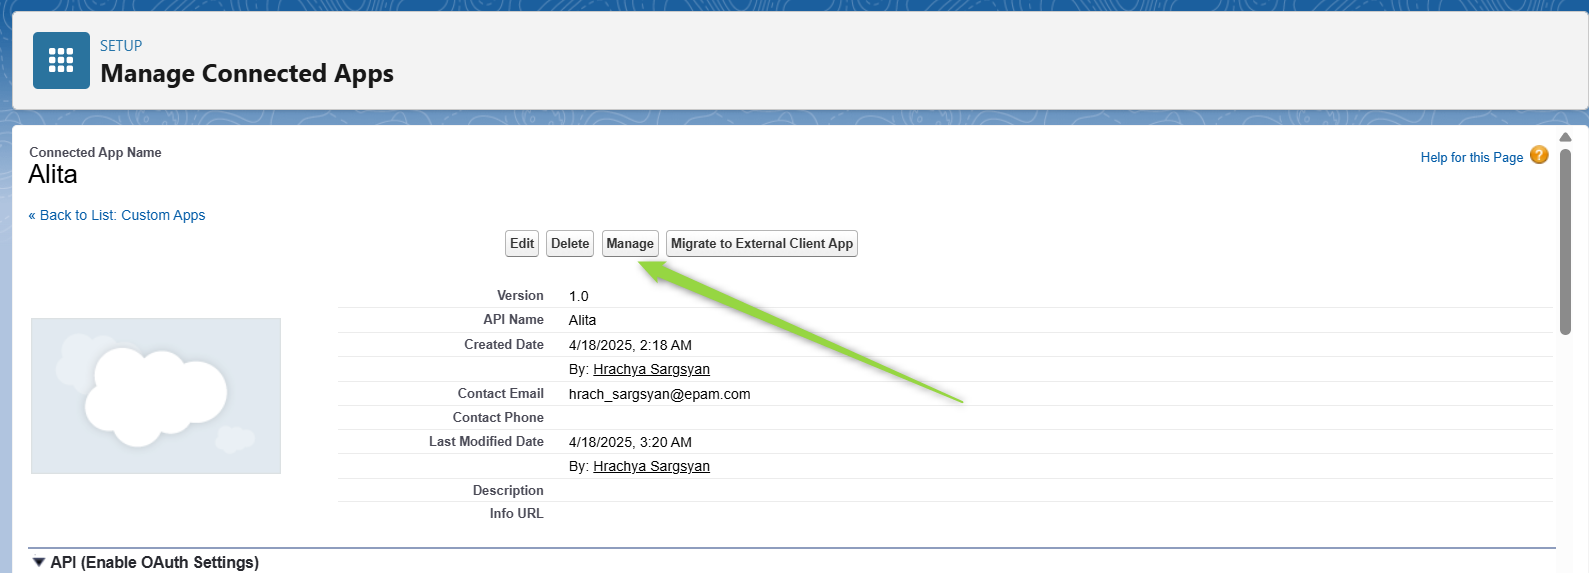 SETUP
Manage Connected Apps
Connected App Name
Alita
Help for this Page ?
« Back to List: Custom Apps
Edit Delete Manage Migrate to External Client App
Version 1.0
API Name Alita
Created Date 4/18/2025, 2:18 AM
By: Hrachya Sargsyan
Contact Email hrach_sargsyan@epam.com
Contact Phone
Last Modified Date 4/18/2025, 3:20 AM
By: Hrachya Sargsyan
Description
Info URL
API (Enable OAuth Settings)